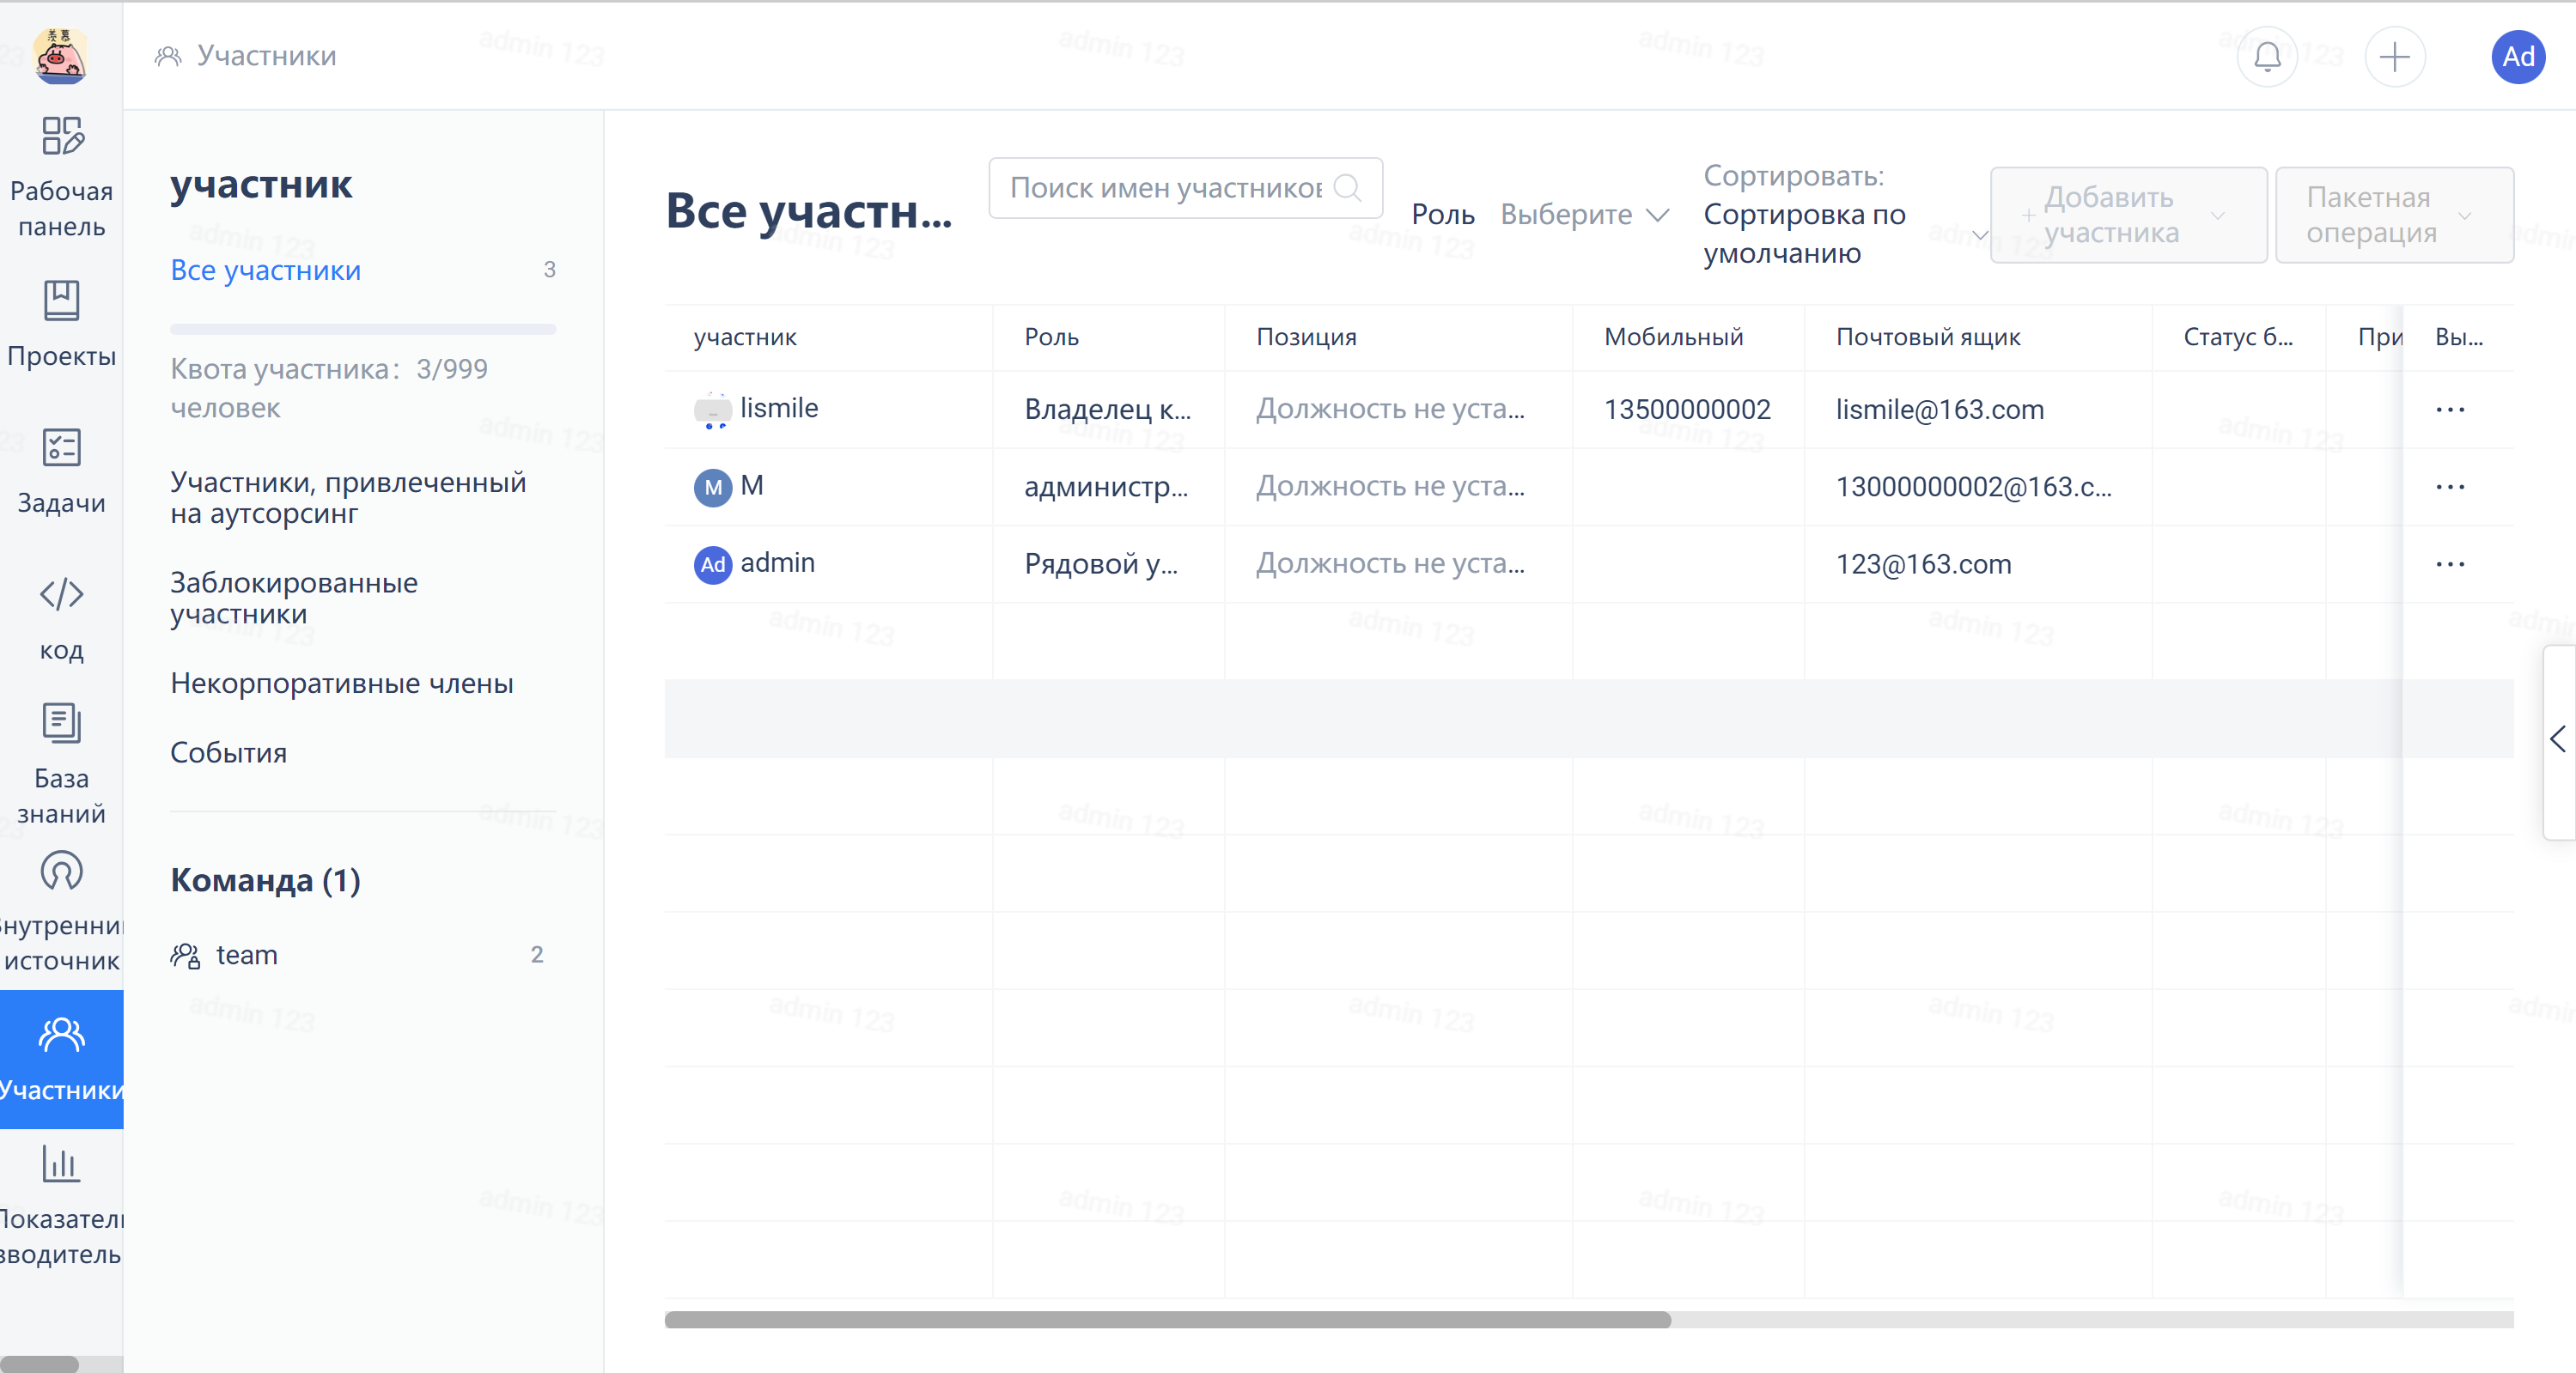 羡慕
Участники
Ad
Рабочая
панель
Проекты
Задачи
код
База
знаний
нутренни
источник
Участники
оказател
зводитель
участник
Все участники 3
Квота участника: 3/999
человек
Участники, привлеченный
на аутсорсинг
Заблокированные
участники
Некорпоративные члены
События
Команда (1)
team 2
Все участн...
Поиск имен участников
Роль Выберите
Сортировать:
Сортировка по
умолчанию
+ Добавить
участника
Пакетная
операция
участник Роль Позиция Мобильный Почтовый ящик Статус б... При Вы...
lismile Владелец к... Должность не уста... 13500000002 lismile@163.com ...
M M администр... Должность не уста... 13000000002@163.c... ...
Ad admin Рядовой у... Должность не уста... 123@163.com ...
admin 123